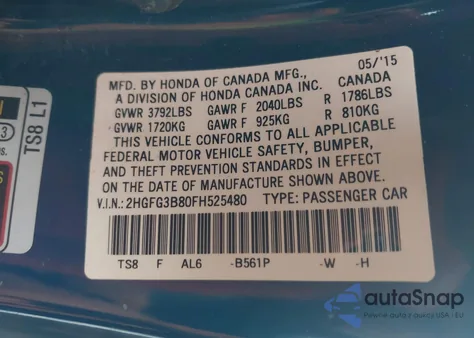 05/'15
MFD. BY HONDA OF CANADA MFG.,
A DIVISION OF HONDA CANADA INC. CANADA
GVWR 3792LBS GAWR F 2040LBS R 1786LBS
GVWR 1720KG GAWR F 925KG R 810KG
THIS VEHICLE CONFORMS TO ALL APPLICABLE
FEDERAL MOTOR VEHICLE SAFETY, BUMPER,
AND THEFT PREVENTION STANDARDS IN EFFECT
ON THE DATE OF MANUFACTURE SHOWN ABOVE.
V.I.N.: 2HGFG3B80FH525480 TYPE: PASSENGER CAR
TS8 F AL6 -B561P -W -H
TS8 L1
3
autoSnap